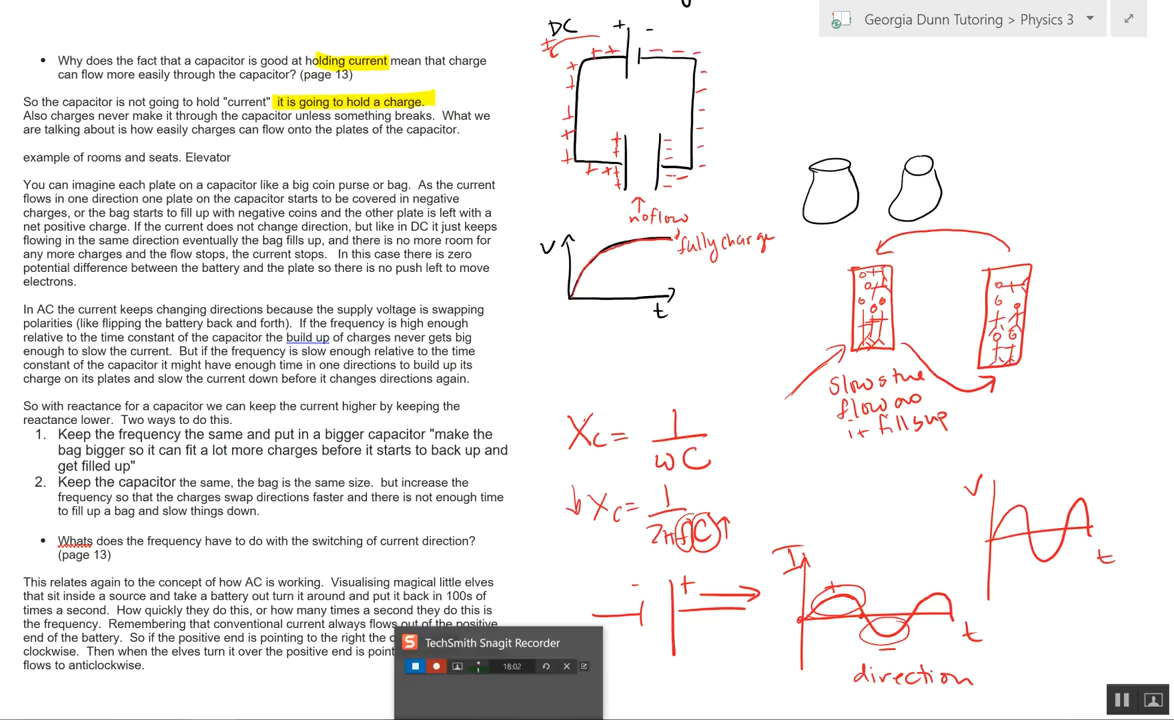 Georgia Dunn Tutoring > Physics 3
• Why does the fact that a capacitor is good at holding current mean that charge
can flow more easily through the capacitor? (page 13)
So the capacitor is not going to hold "current" it is going to hold a charge.
Also charges never make it through the capacitor unless something breaks. What we
are talking about is how easily charges can flow onto the plates of the capacitor.
example of rooms and seats. Elevator
You can imagine each plate on a capacitor like a big coin purse or bag. As the current
flows in one direction one plate on the capacitor starts to be covered in negative
charges, or the bag starts to fill up with negative coins and the other plate is left with a
net positive charge. If the current does not change direction, but like in DC it just keeps
flowing in the same direction eventually the bag fills up, and there is no more room for
any more charges and the flow stops, the current stops. In this case there is zero
potential difference between the battery and the plate so there is no push left to move
electrons.
In AC the current keeps changing directions because the supply voltage is swapping
polarities (like flipping the battery back and forth). If the frequency is high enough
relative to the time constant of the capacitor the build up of charges never gets big
enough to slow the current. But if the frequency is slow enough relative to the time
constant of the capacitor it might have enough time in one directions to build up its
charge on its plates and slow the current down before it changes directions again.
So with reactance for a capacitor we can keep the current higher by keeping the
reactance lower. Two ways to do this.
1. Keep the frequency the same and put in a bigger capacitor "make the
bag bigger so it can fit a lot more charges before it starts to back up and
get filled up"
2. Keep the capacitor the same, the bag is the same size. but increase the
frequency so that the charges swap directions faster and there is not enough time
to fill up a bag and slow things down.
• Whats does the frequency have to do with the switching of current direction?
(page 13)
This relates again to the concept of how AC is working. Visualising magical little elves
that sit inside a source and take a battery out turn it around and put it back in 100s of
times a second. How quickly they do this, or how many times a second they do this is
the frequency. Remembering that conventional current always flows out of the positive
end of the battery. So if the positive end is pointing to the right the c
clockwise. Then when the elves turn it over the positive end is point
flows to anticlockwise.
DC
+ -
no flow
V
fully charge
t
Slows the
flow as
it fills up
Xc = 1
ωC
↓ Xc = 1
2πfC ↑
V
t
- +
I
+
-
t
direction
TechSmith Snagit Recorder
18:02